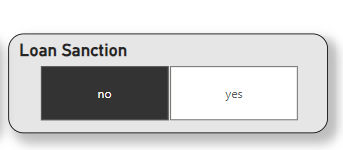 Loan Sanction
no yes